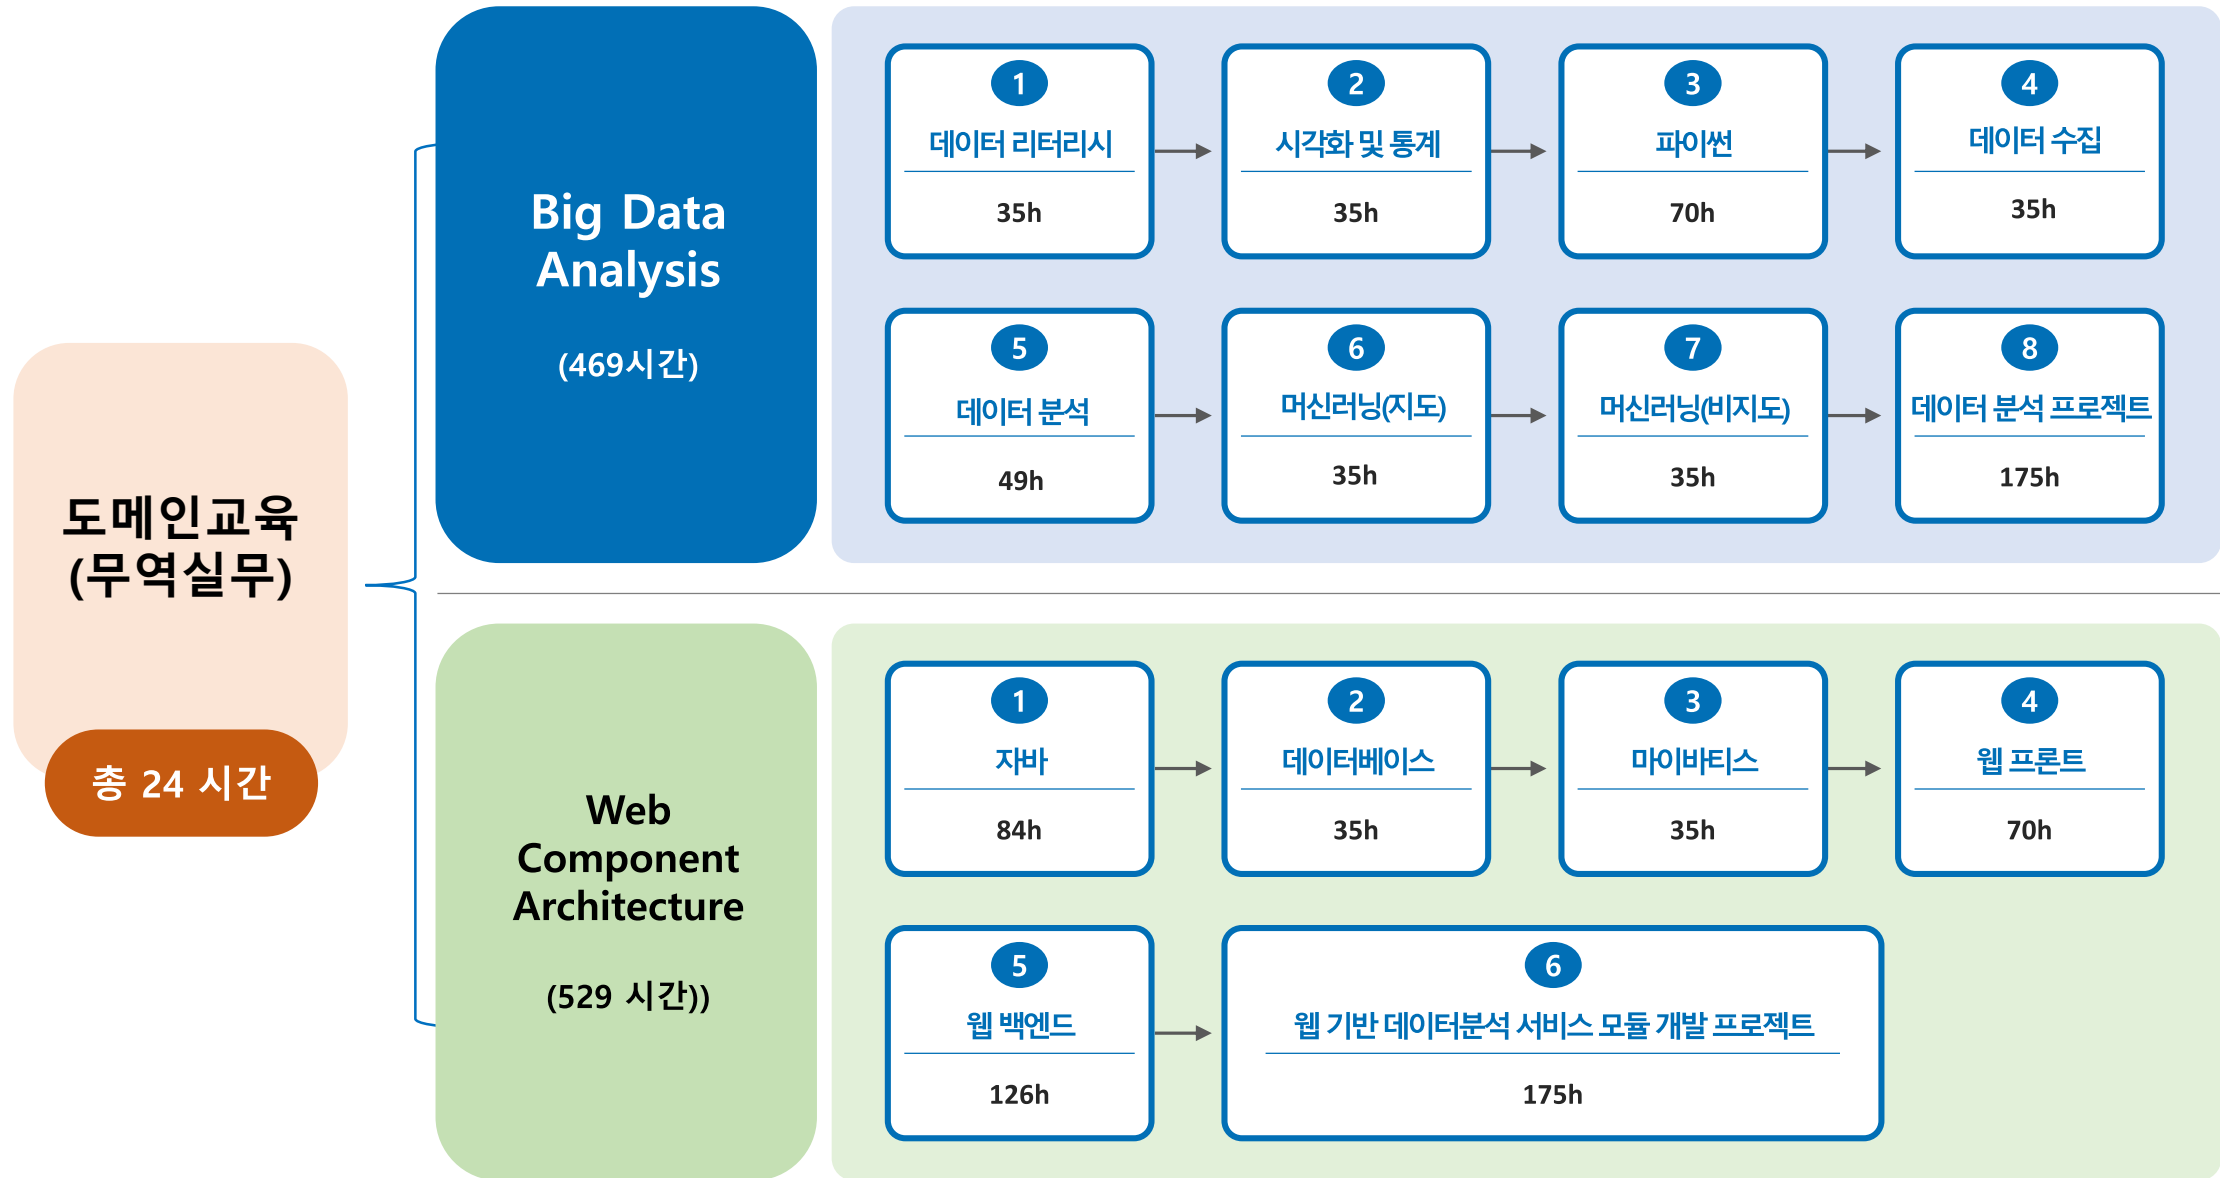 도메인교육
(무역실무)
총 24 시간
Big Data
Analysis
(469시간)
1
데이터 리터리시
35h
2
시각화 및 통계
35h
3
파이썬
70h
4
데이터 수집
35h
5
데이터 분석
49h
6
머신러닝(지도)
35h
7
머신러닝(비지도)
35h
8
데이터 분석 프로젝트
175h
Web
Component
Architecture
(529 시간))
1
자바
84h
2
데이터베이스
35h
3
마이바티스
35h
4
웹 프론트
70h
5
웹 백엔드
126h
6
웹 기반 데이터분석 서비스 모듈 개발 프로젝트
175h